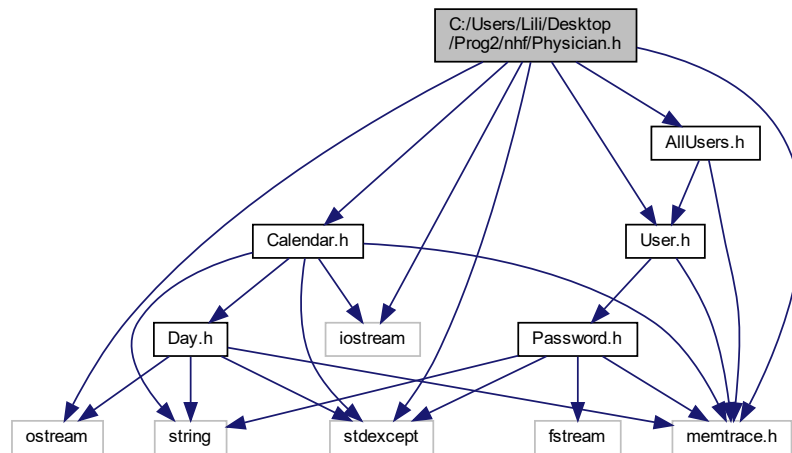 C:/Users/Lili/Desktop
/Prog2/nhf/Physician.h
AllUsers.h
Calendar.h
User.h
Day.h
iostream
Password.h
ostream
string
stdexcept
fstream
memtrace.h